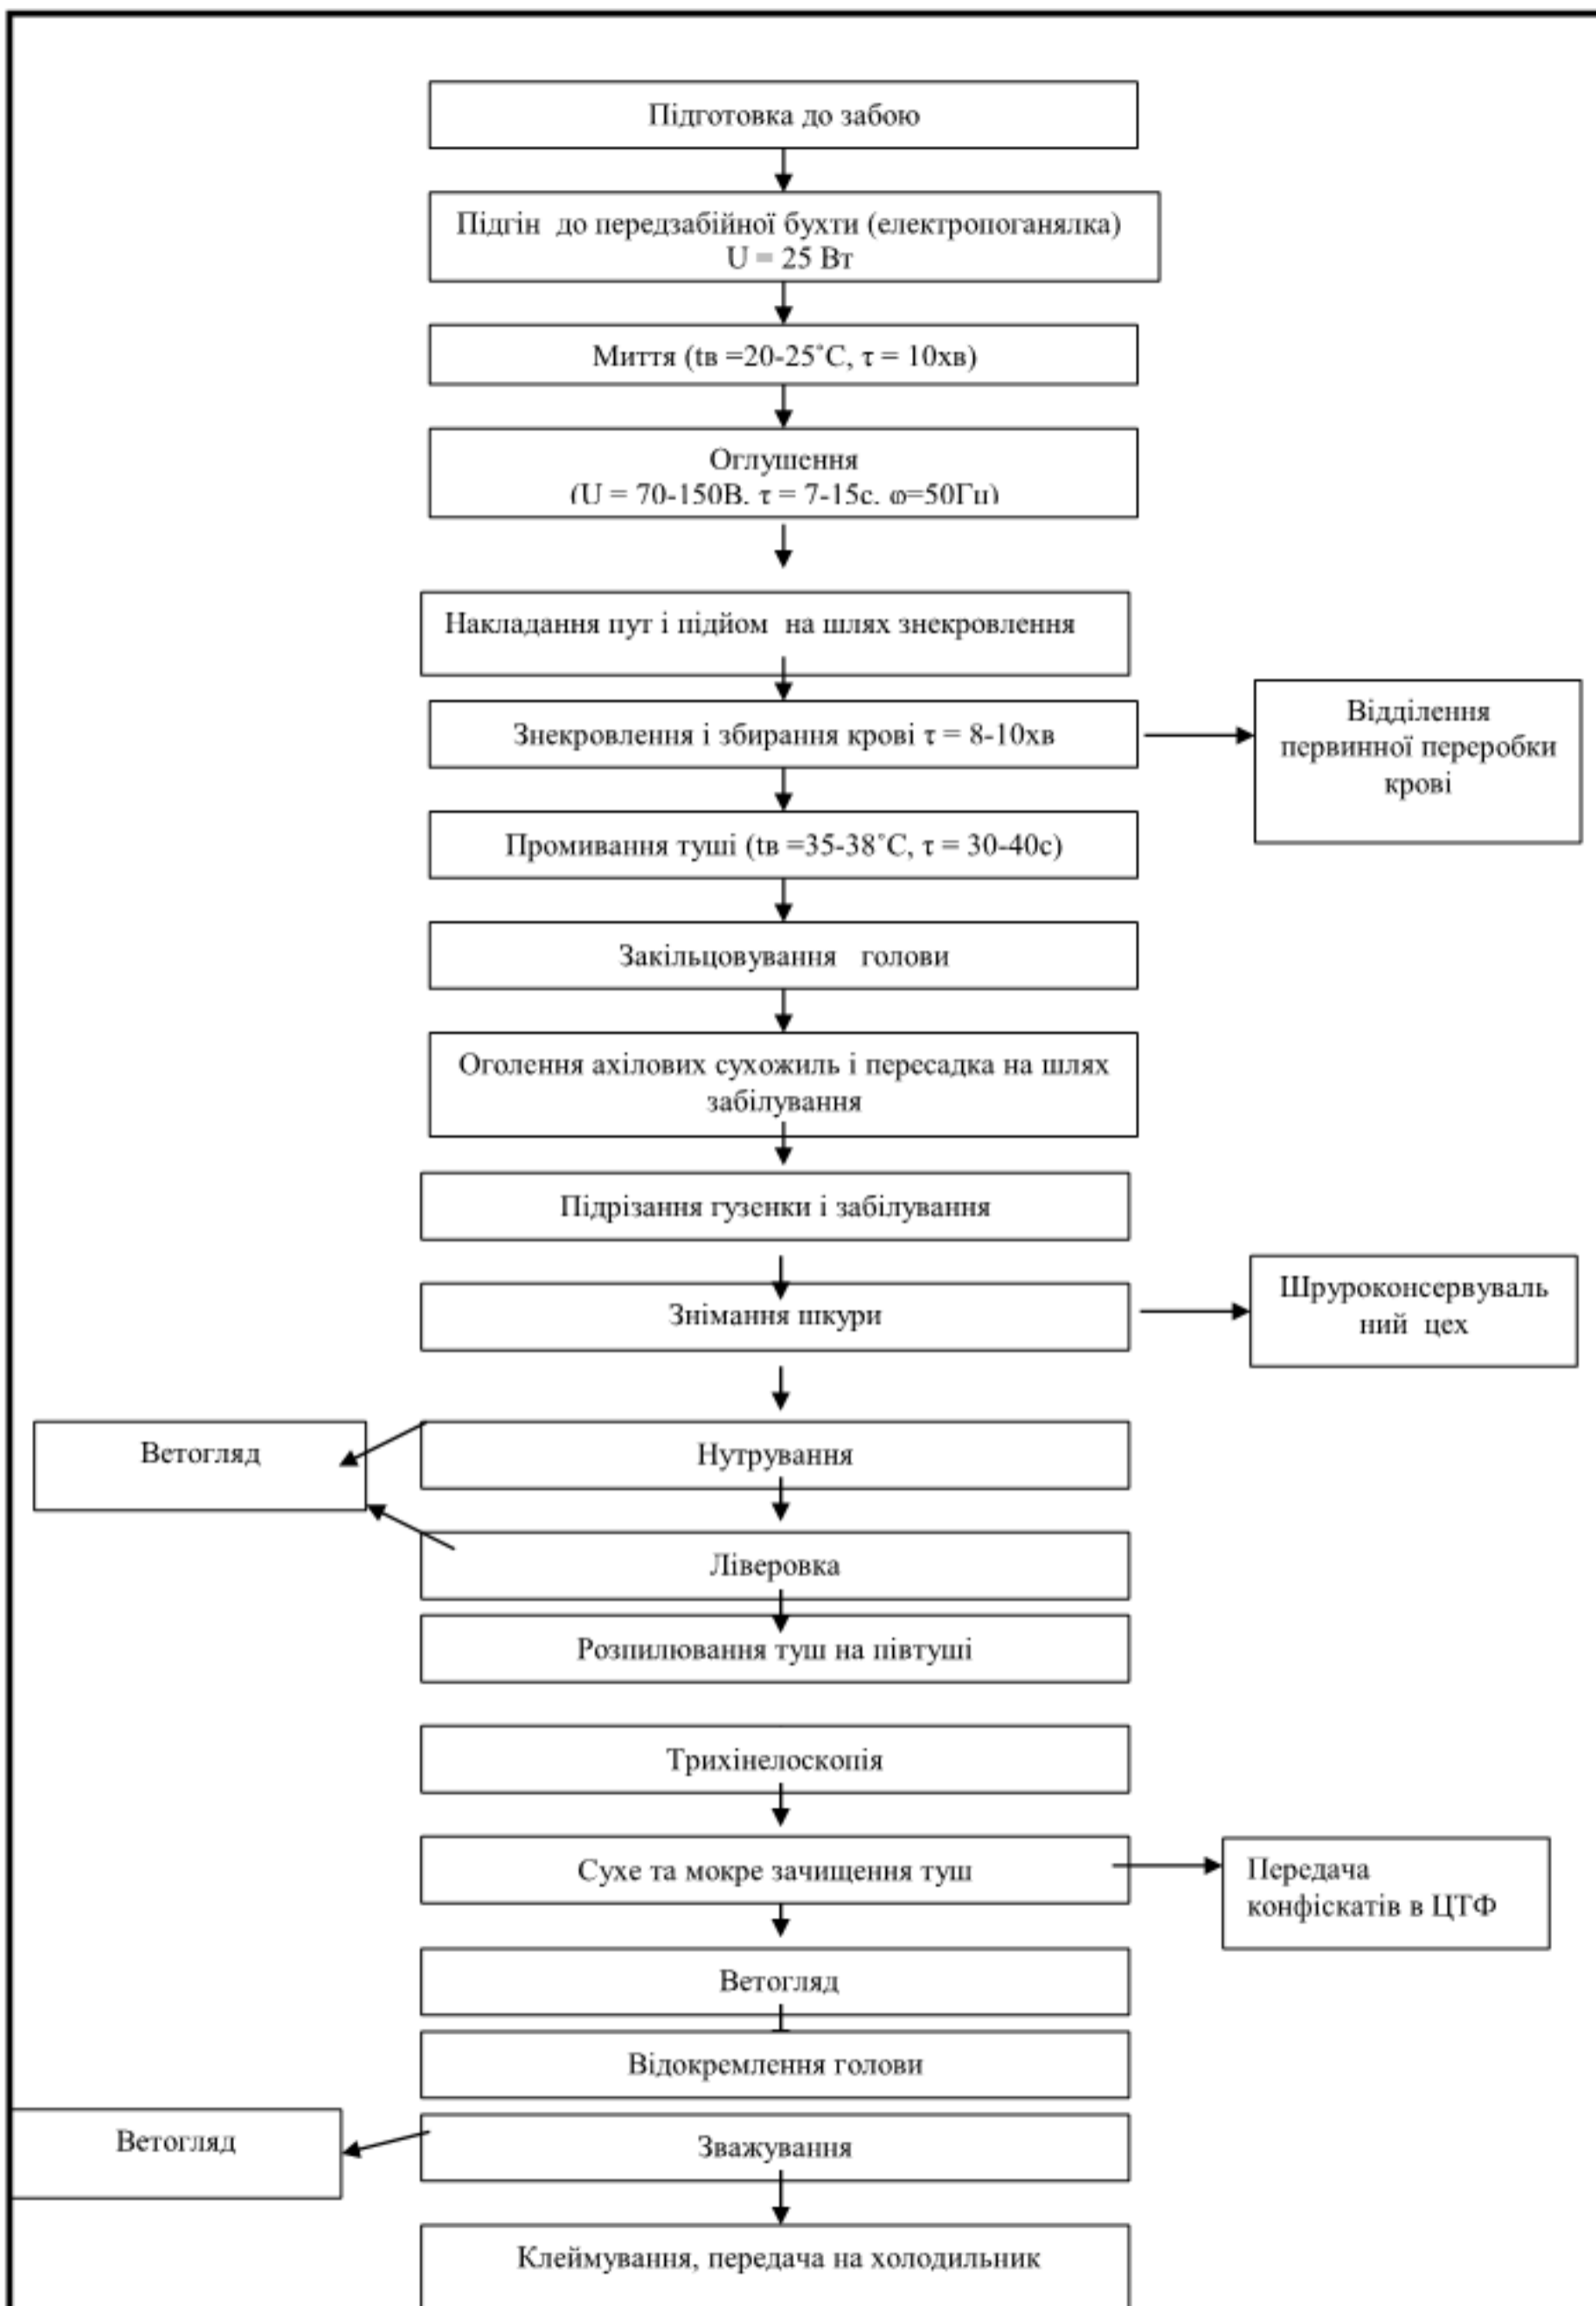 Підготовка до забою
Підгін до передзабійної бухти (електропоганялка)
U = 25 Вт
Миття (tв =20-25˚С, τ = 10хв)
Оглушення
(U = 70-150В, τ = 7-15с, φ=50Гц)
Накладання пут і підйом на шлях знекровлення
Знекровлення і збирання крові τ = 8-10хв
Відділення
первинної переробки
крові
Промивання туші (tв =35-38˚С, τ = 30-40с)
Закільцовування голови
Оголення ахілових сухожиль і пересадка на шлях
забілування
Підрізання гузенки і забілування
Знімання шкури
Шруроконсервуваль
ний цех
Ветогляд
Нутрування
Ліверовка
Розпилювання туш на півтуші
Трихінелоскопія
Сухе та мокре зачищення туш
Передача
конфіскатів в ЦТФ
Ветогляд
Відокремлення голови
Ветогляд
Зважування
Клеймування, передача на холодильник